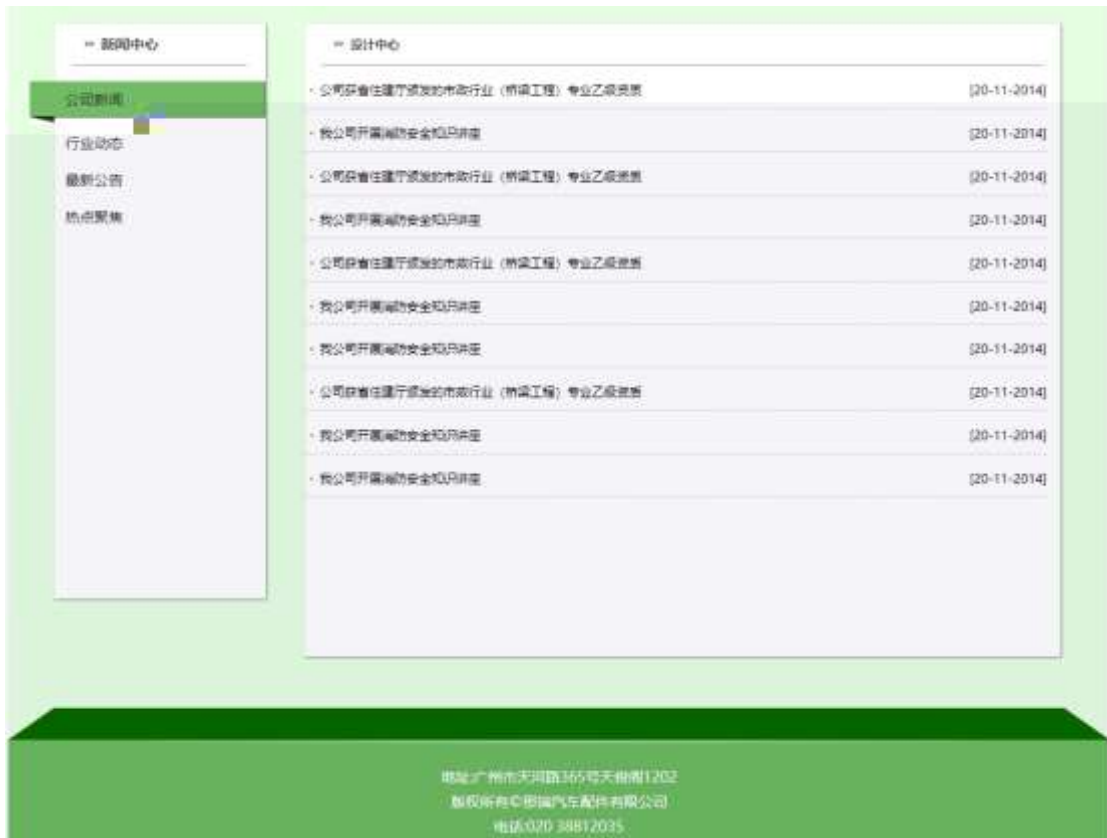 新闻中心
公司新闻
行业动态
最新公告
热点聚焦
设计中心
· 公司获省住建厅颁发的市政行业（桥梁工程）专业乙级资质 [20-11-2014]
· 我公司开展消防安全知识讲座 [20-11-2014]
· 公司获省住建厅颁发的市政行业（桥梁工程）专业乙级资质 [20-11-2014]
· 我公司开展消防安全知识讲座 [20-11-2014]
· 公司获省住建厅颁发的市政行业（桥梁工程）专业乙级资质 [20-11-2014]
· 我公司开展消防安全知识讲座 [20-11-2014]
· 我公司开展消防安全知识讲座 [20-11-2014]
· 公司获省住建厅颁发的市政行业（桥梁工程）专业乙级资质 [20-11-2014]
· 我公司开展消防安全知识讲座 [20-11-2014]
· 我公司开展消防安全知识讲座 [20-11-2014]
地址:广州市天河路365号天俊阁1202
版权所有©思瑞汽车配件有限公司
电话:020 38812035